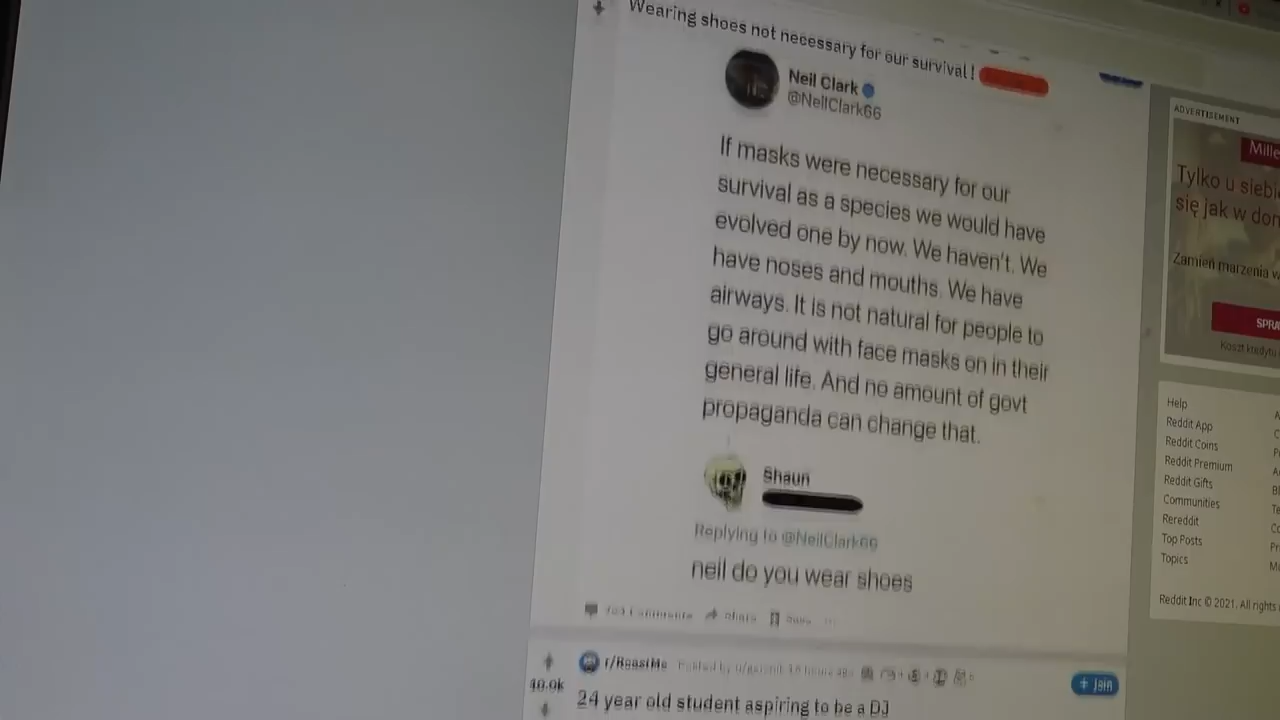 Wearing shoes not necessary for our survival !
Neil Clark
@NeilClark66
If masks were necessary for our
survival as a species we would have
evolved one by now. We haven't. We
have noses and mouths. We have
airways. It is not natural for people to
go around with face masks on in their
general life. And no amount of govt
propaganda can change that.
Shaun
Replying to @NeilClark66
neil do you wear shoes
Comments Share Save
r/RoastMe
+ Join
24 year old student aspiring to be a DJ
ADVERTISEMENT
Mille
Tylko u siebi
się jak w don
Zamień marzenia w
SPRA
Koszt kredytu
Help
Reddit App
Reddit Coins
Reddit Premium
Reddit Gifts
Communities
Rereddit
Top Posts
Topics
Reddit Inc © 2021. All rights